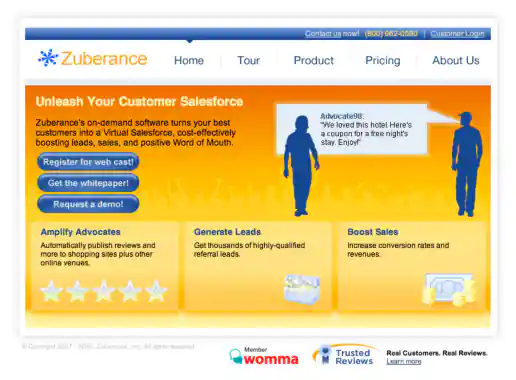 Contact us now! (800) 962-0580 | Customer Login
Zuberance
Home Tour Product Pricing About Us
Unleash Your Customer Salesforce
Zuberance's on-demand software turns your best
customers into a Virtual Salesforce, cost-effectively
boosting leads, sales, and positive Word of Mouth.
Register for web cast!
Get the whitepaper!
Request a demo!
Advocate98:
"We loved this hotel. Here's
a coupon for a free night's
stay. Enjoy!"
Amplify Advocates
Automatically publish reviews and
more to shopping sites plus other
online venues.
Generate Leads
Get thousands of highly-qualified
referral leads.
Boost Sales
Increase conversion rates and
revenues.
Zuberance, Inc. All rights reserved
Member
womma
Trusted
Reviews
Real Customers. Real Reviews.
Learn more